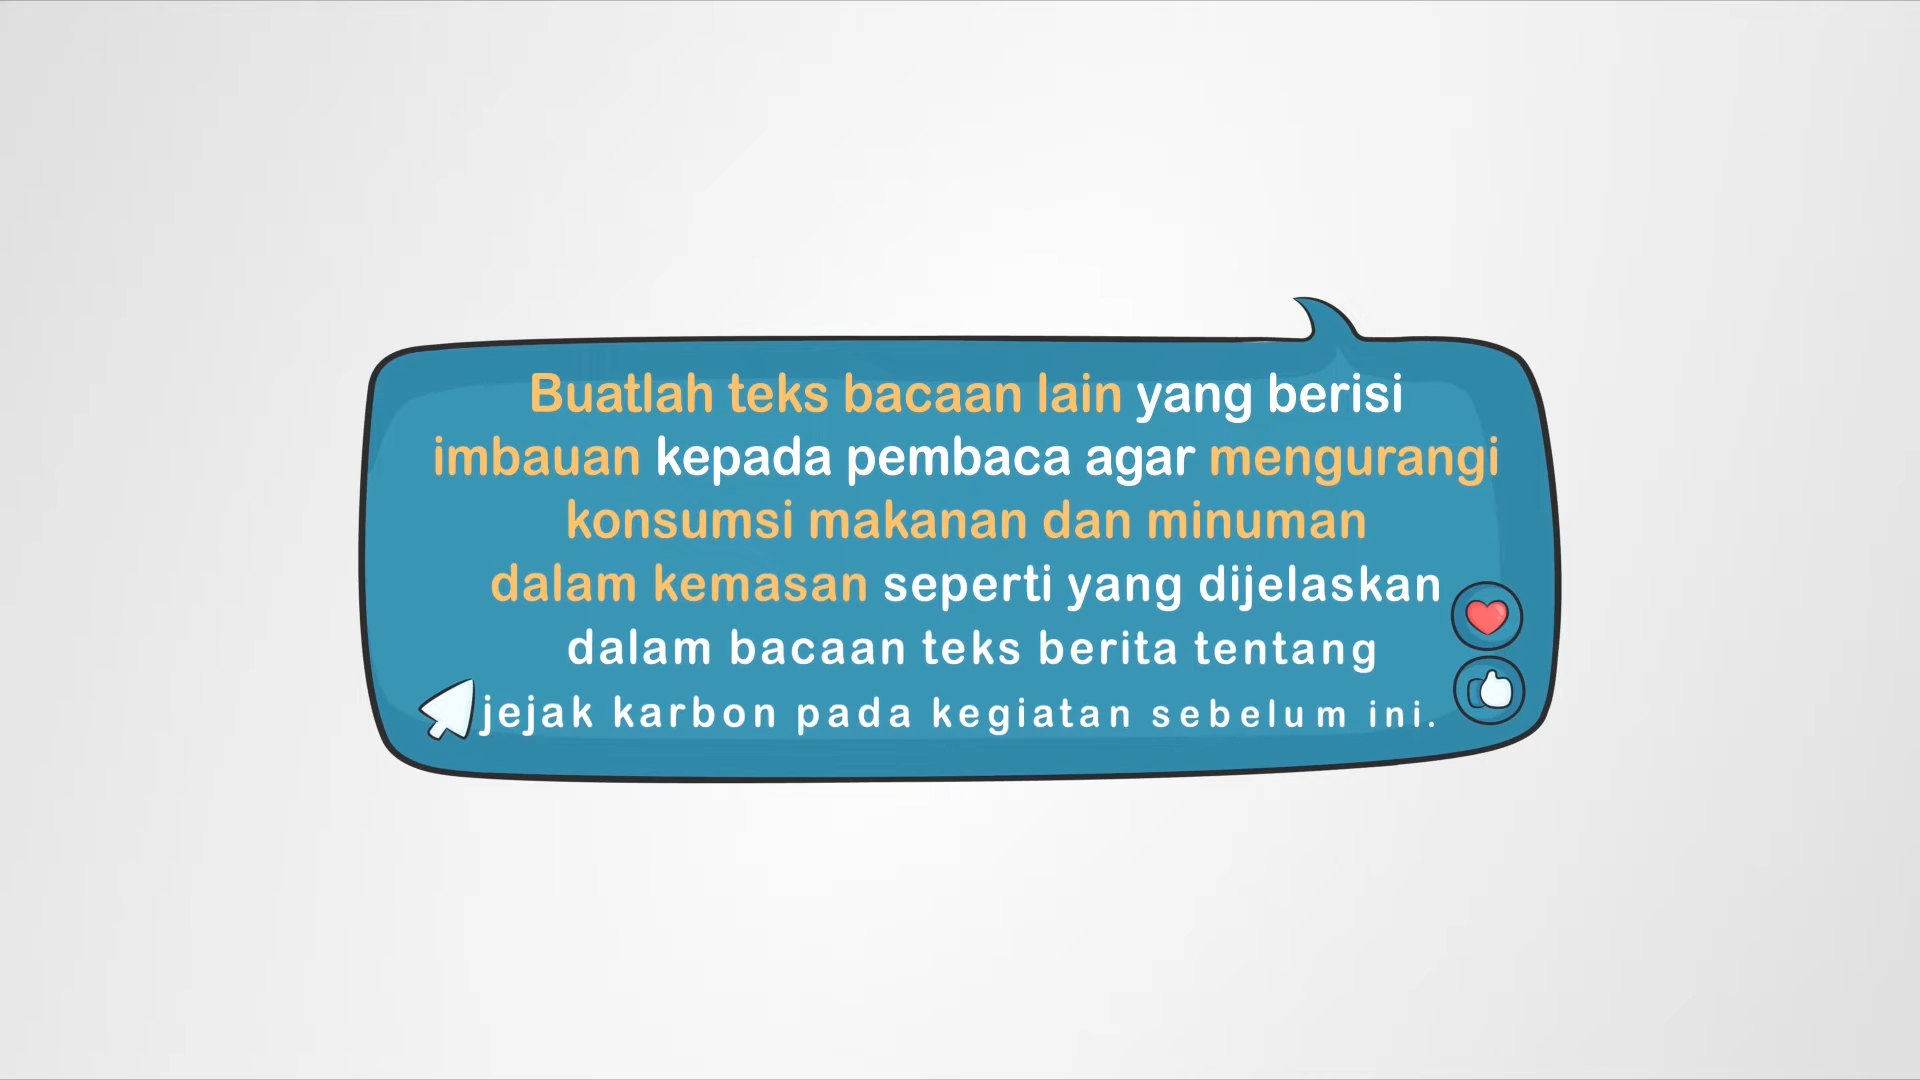 Buatlah teks bacaan lain yang berisi
imbauan kepada pembaca agar mengurangi
konsumsi makanan dan minuman
dalam kemasan seperti yang dijelaskan
dalam bacaan teks berita tentang
jejak karbon pada kegiatan sebelum ini.